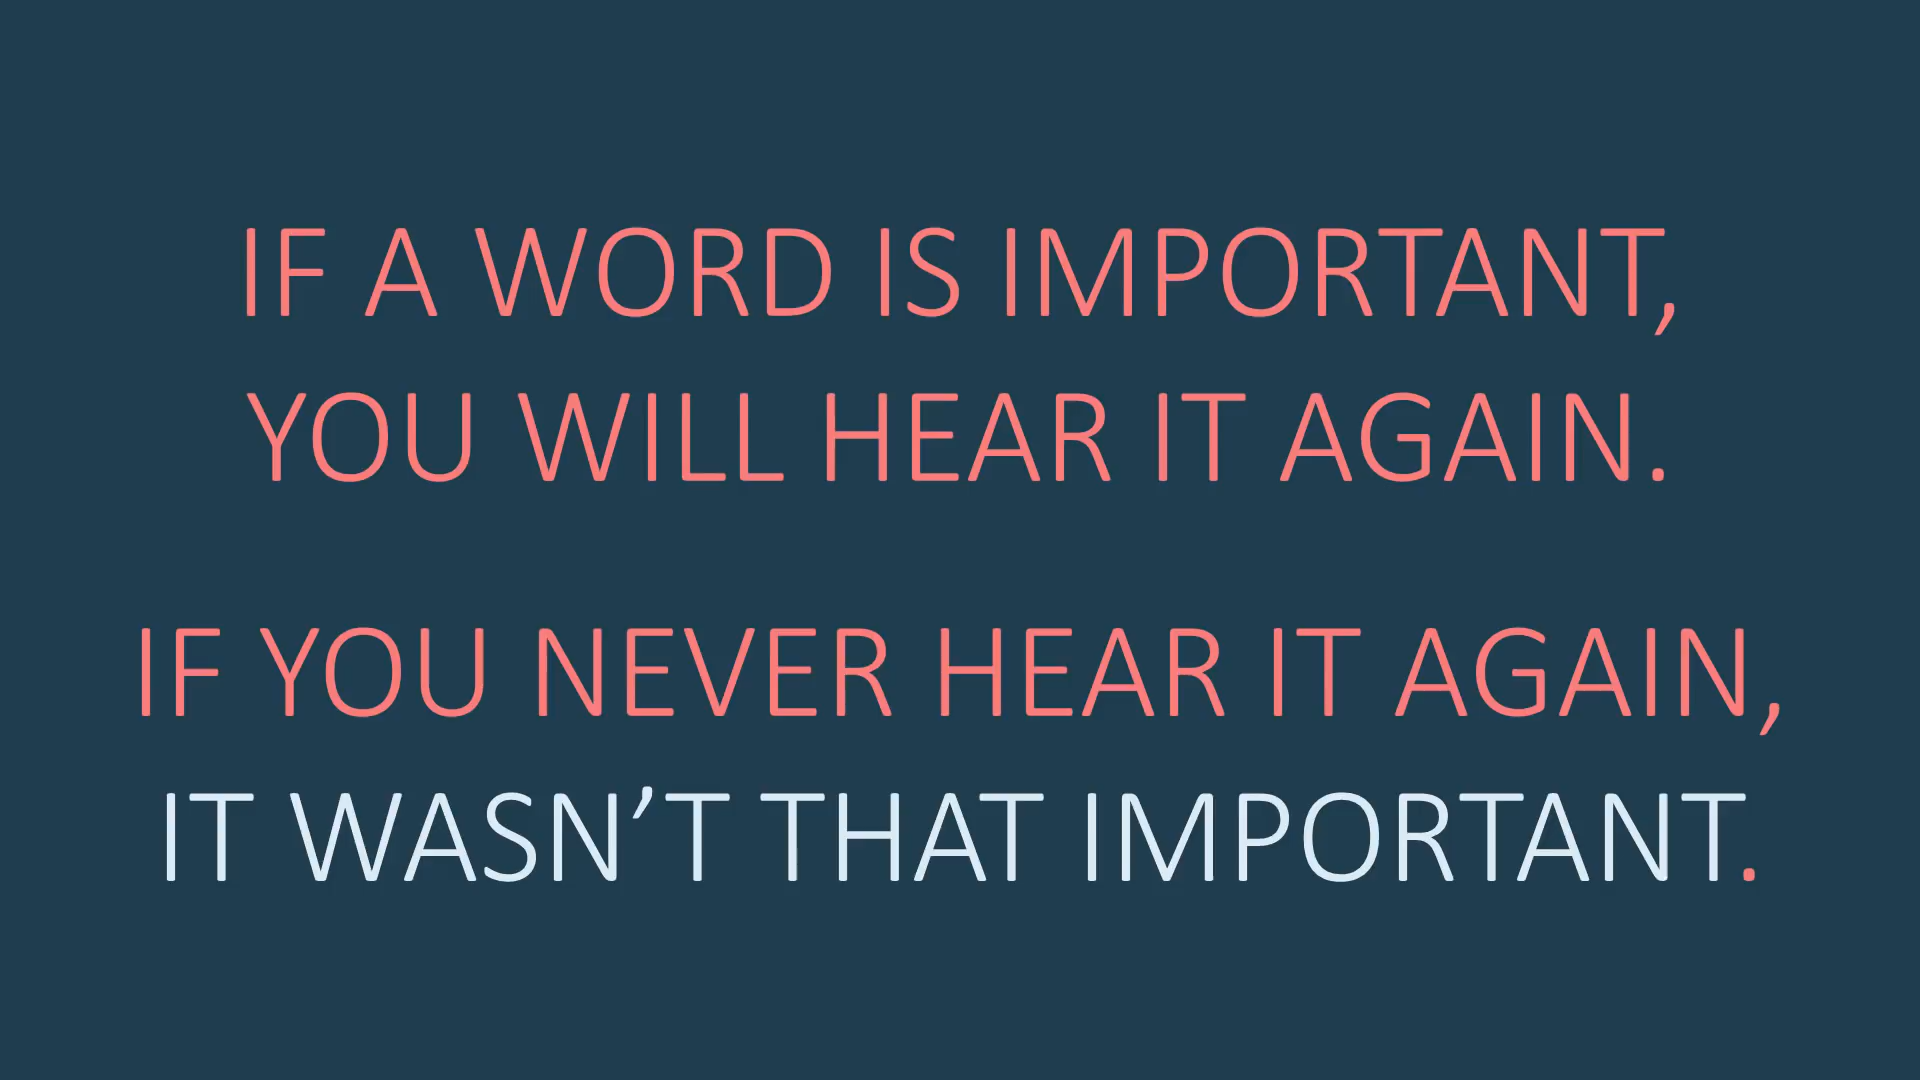 IF A WORD IS IMPORTANT,
YOU WILL HEAR IT AGAIN.
IF YOU NEVER HEAR IT AGAIN,
IT WASN’T THAT IMPORTANT.